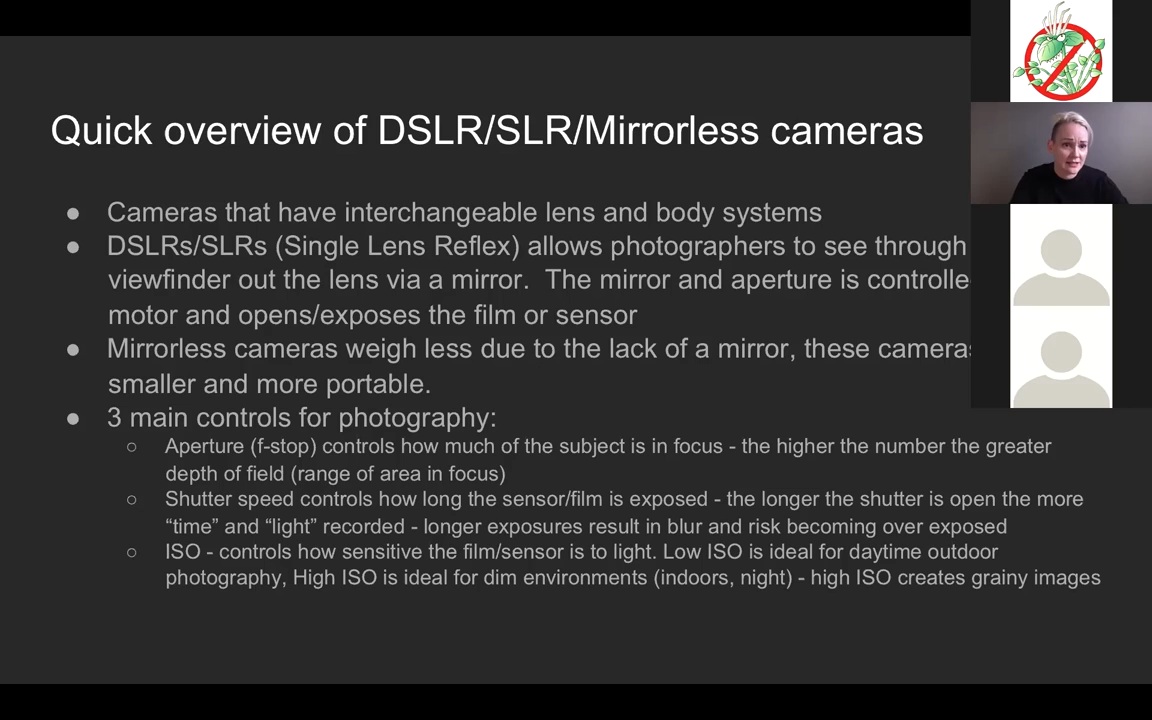 Quick overview of DSLR/SLR/Mirrorless cameras
● Cameras that have interchangeable lens and body systems
● DSLRs/SLRs (Single Lens Reflex) allows photographers to see through
viewfinder out the lens via a mirror.  The mirror and aperture is
motor and opens/exposes the film or sensor
● Mirrorless cameras weigh less due to the lack of a mirror, these
smaller and more portable.
● 3 main controls for photography:
○ Aperture (f-stop) controls how much of the subject is in focus - the higher the number the greater
depth of field (range of area in focus)
○ Shutter speed controls how long the sensor/film is exposed - the longer the shutter is open the more
“time” and “light” recorded - longer exposures result in blur and risk becoming over exposed
○ ISO - controls how sensitive the film/sensor is to light. Low ISO is ideal for daytime outdoor
photography, High ISO is ideal for dim environments (indoors, night) - high ISO creates grainy images